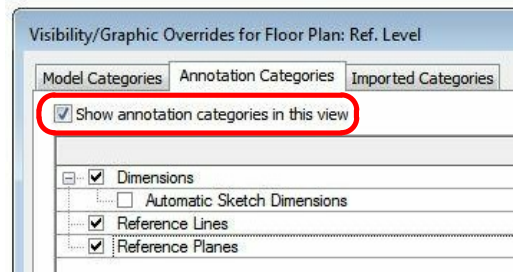 Visibility/Graphic Overrides for Floor Plan: Ref. Level
Model Categories Annotation Categories Imported Categories
Show annotation categories in this view
Dimensions
Automatic Sketch Dimensions
Reference Lines
Reference Planes